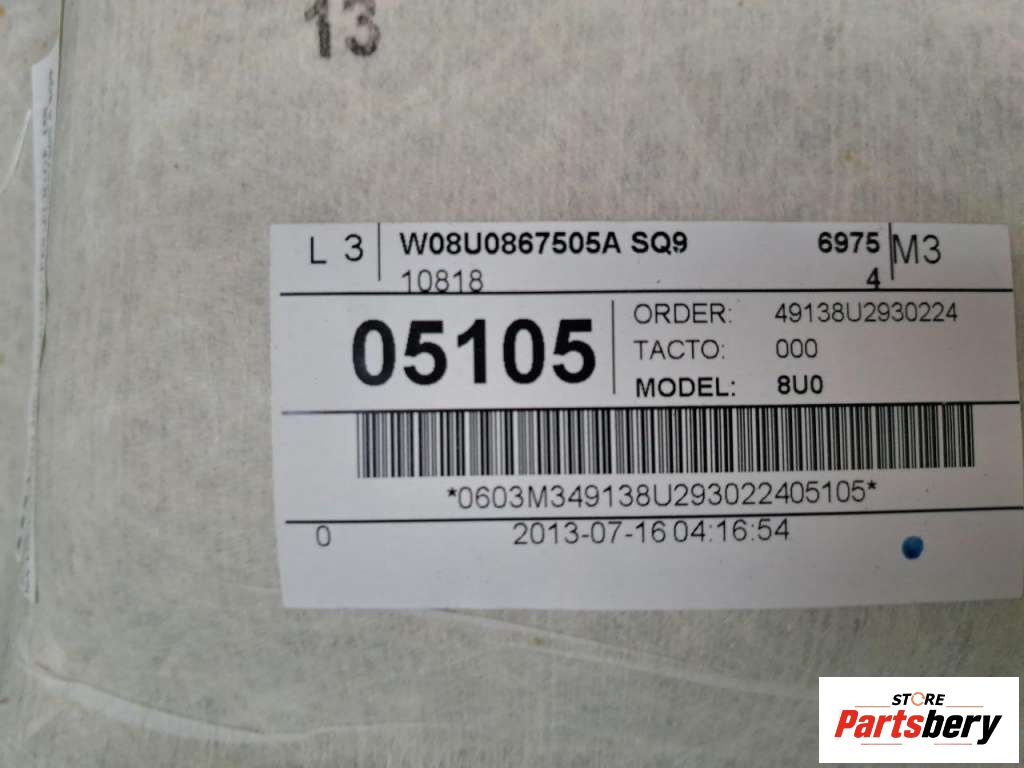 13
L 3 W08U0867505A SQ9 6975 M3
10818 4
05105
ORDER: 49138U2930224
TACTO: 000
MODEL: 8U0
*0603M349138U293022405105*
0 2013-07-16 04:16:54
STORE
Partsbery